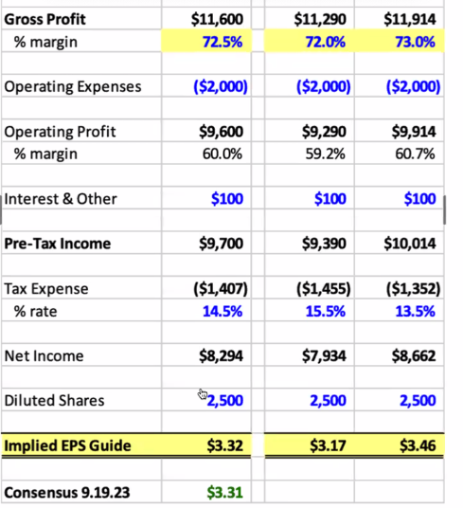 Gross Profit $11,600 $11,290 $11,914
% margin 72.5% 72.0% 73.0%
Operating Expenses ($2,000) ($2,000) ($2,000)
Operating Profit $9,600 $9,290 $9,914
% margin 60.0% 59.2% 60.7%
Interest & Other $100 $100 $100
Pre-Tax Income $9,700 $9,390 $10,014
Tax Expense ($1,407) ($1,455) ($1,352)
% rate 14.5% 15.5% 13.5%
Net Income $8,294 $7,934 $8,662
Diluted Shares 2,500 2,500 2,500
Implied EPS Guide $3.32 $3.17 $3.46
Consensus 9.19.23 $3.31